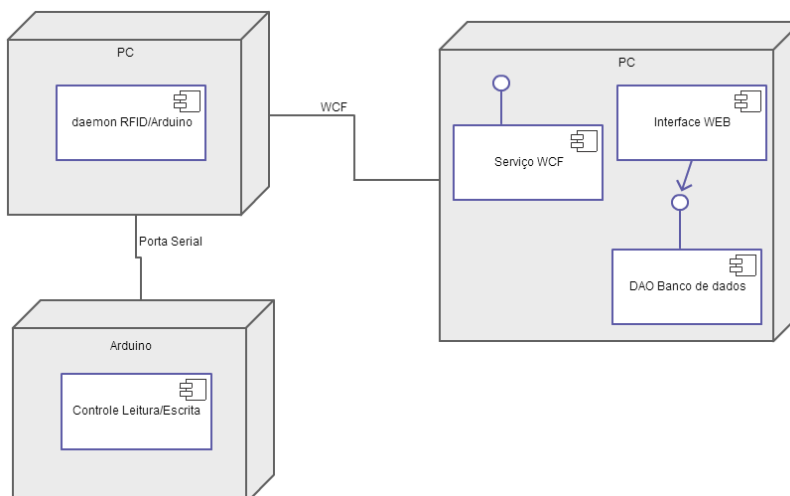 PC
daemon RFID/Arduino
WCF
PC
Serviço WCF
Interface WEB
DAO Banco de dados
Porta Serial
Arduino
Controle Leitura/Escrita